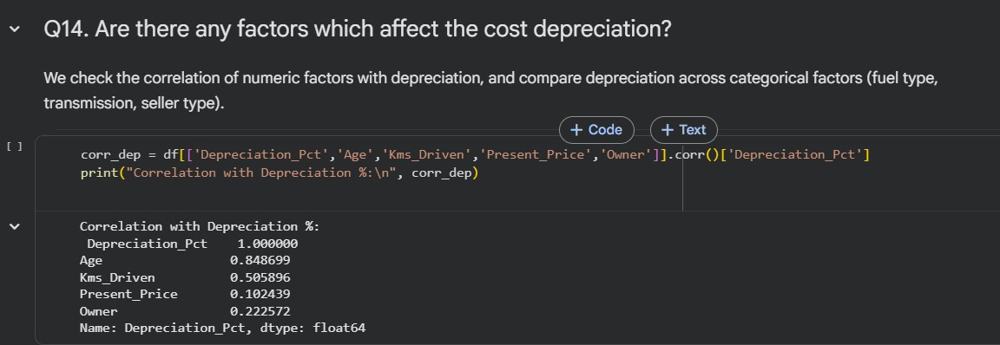 Q14. Are there any factors which affect the cost depreciation?
We check the correlation of numeric factors with depreciation, and compare depreciation across categorical factors (fuel type,
transmission, seller type).
+ Code + Text
[ ]
corr_dep = df[['Depreciation_Pct','Age','Kms_Driven','Present_Price','Owner']].corr()['Depreciation_Pct']
print("Correlation with Depreciation %:\n", corr_dep)
Correlation with Depreciation %:
 Depreciation_Pct    1.000000
Age                 0.848699
Kms_Driven          0.505896
Present_Price       0.102439
Owner               0.222572
Name: Depreciation_Pct, dtype: float64